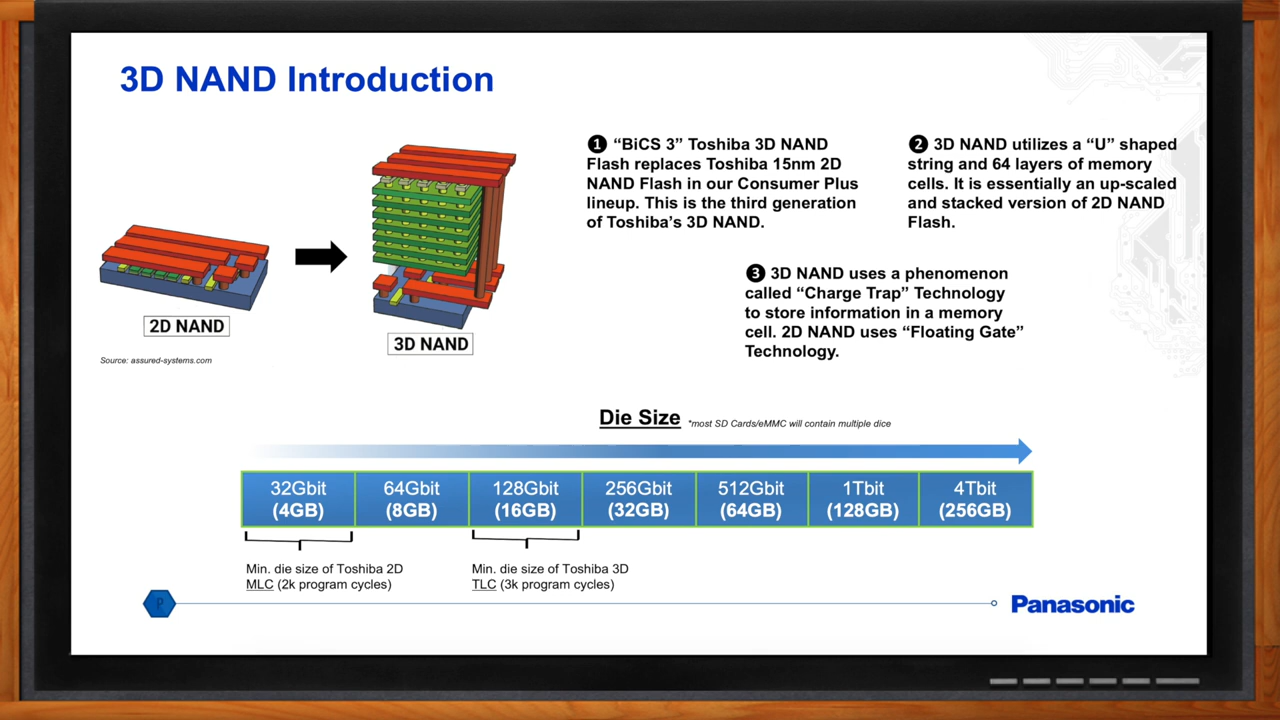 3D NAND Introduction
❶ “BiCS 3” Toshiba 3D NAND
Flash replaces Toshiba 15nm 2D
NAND Flash in our Consumer Plus
lineup. This is the third generation
of Toshiba’s 3D NAND.
❷ 3D NAND utilizes a “U” shaped
string and 64 layers of memory
cells. It is essentially an up-scaled
and stacked version of 2D NAND
Flash.
❸ 3D NAND uses a phenomenon
called “Charge Trap” Technology
to store information in a memory
cell. 2D NAND uses “Floating Gate”
Technology.
2D NAND
3D NAND
Source: assured-systems.com
Die Size *most SD Cards/eMMC will contain multiple dice
32Gbit
(4GB)
64Gbit
(8GB)
128Gbit
(16GB)
256Gbit
(32GB)
512Gbit
(64GB)
1Tbit
(128GB)
4Tbit
(256GB)
Min. die size of Toshiba 2D
MLC (2k program cycles)
Min. die size of Toshiba 3D
TLC (3k program cycles)
P
Panasonic